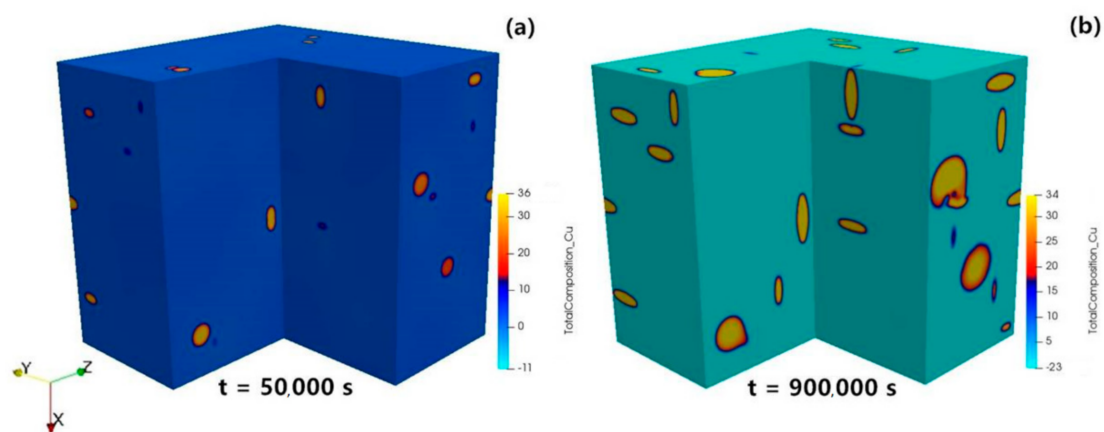 (a)
36
30
20
10
0
-11
TotalComposition_Cu
Y
Z
X
t = 50,000 s
(b)
34
30
25
20
15
10
5
-23
TotalComposition_Cu
t = 900,000 s